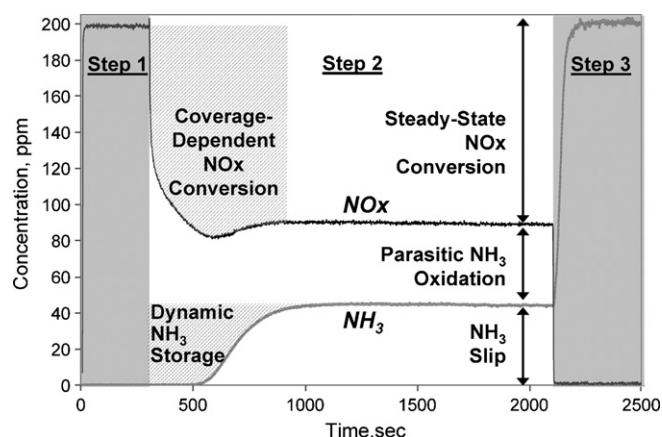 Concentration, ppm
200
180
160
140
120
100
80
60
40
20
0
Step 1
Step 2
Step 3
Coverage-
Dependent
NOx
Conversion
Steady-State
NOx
Conversion
NOx
Parasitic NH₃
Oxidation
Dynamic
NH₃
Storage
NH₃
NH₃
Slip
0
500
1000
1500
2000
2500
Time,sec